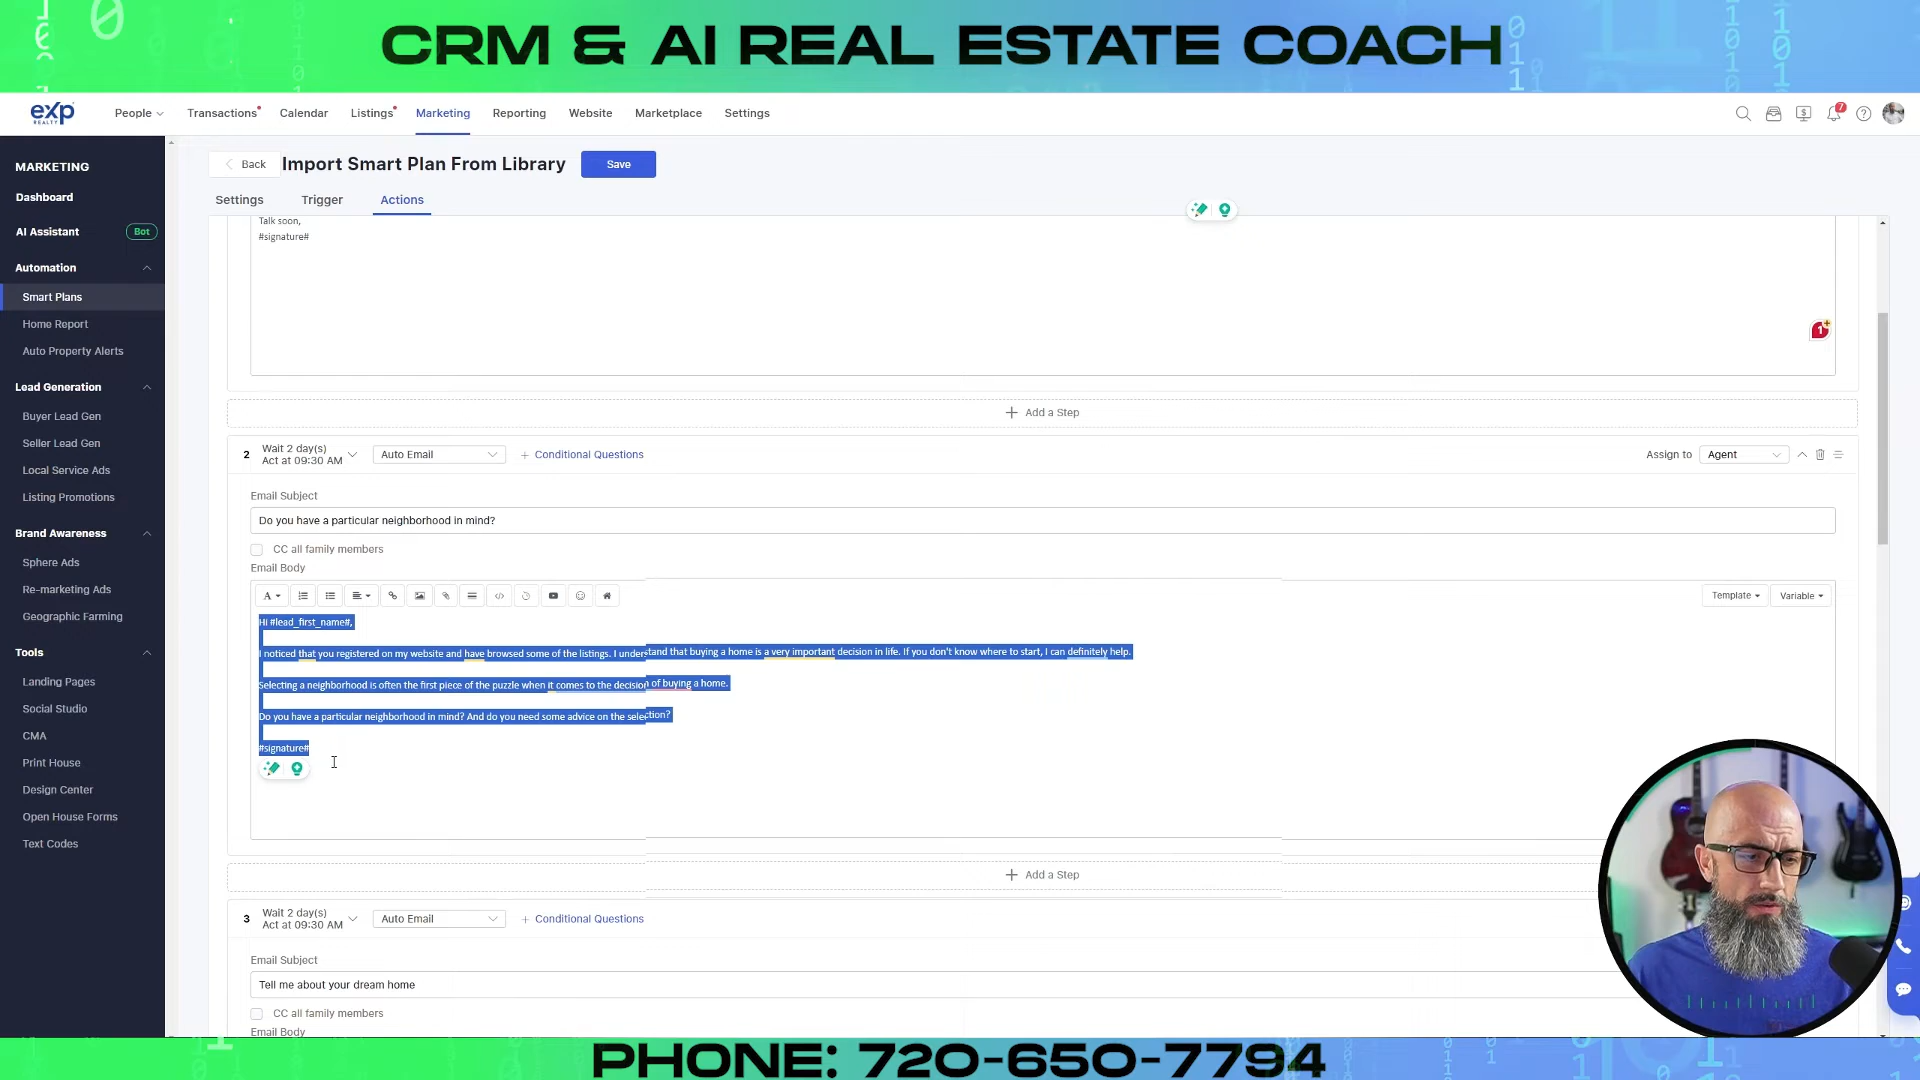 CRM & AI REAL ESTATE COACH
exp REALTY
People
Transactions
Calendar
Listings
Marketing
Reporting
Website
Marketplace
Settings
7
MARKETING
Dashboard
AI Assistant
Bot
Automation
Smart Plans
Home Report
Auto Property Alerts
Lead Generation
Buyer Lead Gen
Seller Lead Gen
Local Service Ads
Listing Promotions
Brand Awareness
Sphere Ads
Re-marketing Ads
Geographic Farming
Tools
Landing Pages
Social Studio
CMA
Print House
Design Center
Open House Forms
Text Codes
Back
Import Smart Plan From Library
Save
Settings
Trigger
Actions
Talk soon,
#signature#
1
+ Add a Step
2
Wait 2 day(s)
Act at 09:30 AM
Auto Email
+ Conditional Questions
Assign to
Agent
Email Subject
Do you have a particular neighborhood in mind?
CC all family members
Email Body
A
Template
Variable
Hi #lead_first_name#,
I noticed that you registered on my website and have browsed some of the listings. I understand that buying a home is a very important decision in life. If you don't know where to start, I can definitely help.
Selecting a neighborhood is often the first piece of the puzzle when it comes to the decision of buying a home.
Do you have a particular neighborhood in mind? And do you need some advice on the selection?
#signature#
+ Add a Step
3
Wait 2 day(s)
Act at 09:30 AM
Auto Email
+ Conditional Questions
Email Subject
Tell me about your dream home
CC all family members
Email Body
PHONE: 720-650-7794